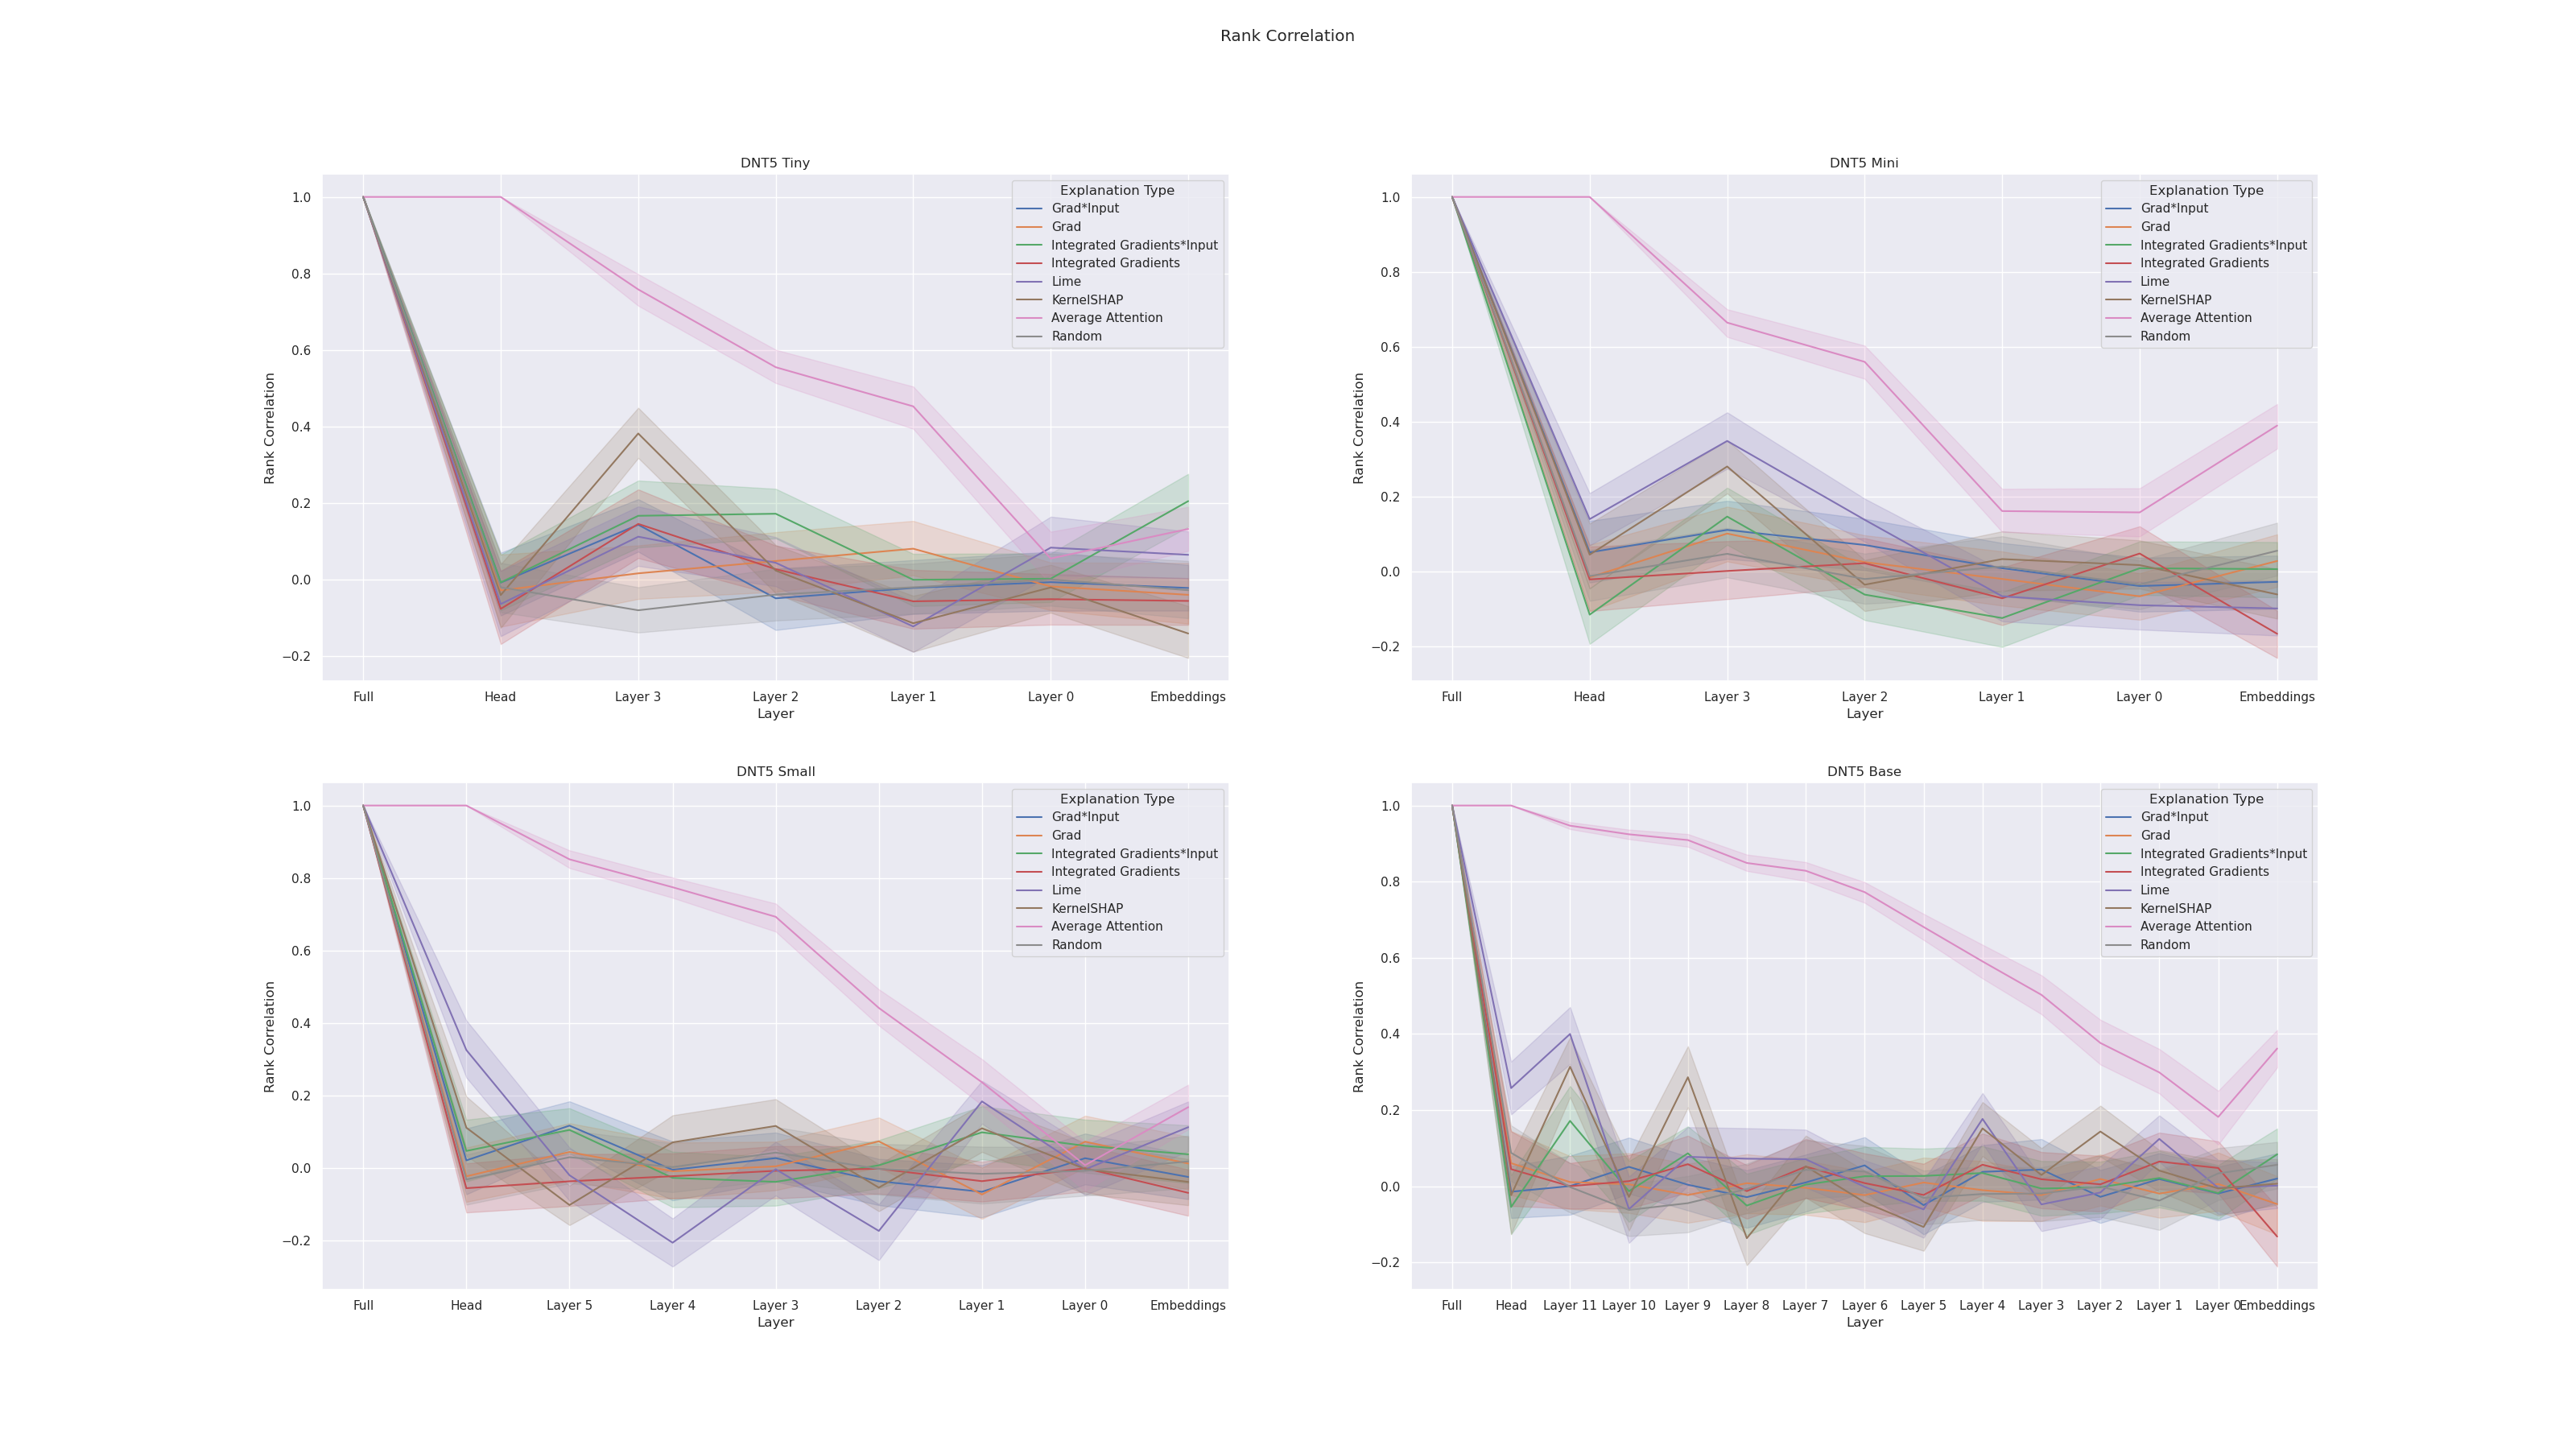 Rank Correlation
DNT5 Tiny
Rank Correlation
1.0
0.8
0.6
0.4
0.2
0.0
−0.2
Explanation Type
Grad*Input
Grad
Integrated Gradients*Input
Integrated Gradients
Lime
KernelSHAP
Average Attention
Random
Full Head Layer 3 Layer 2 Layer 1 Layer 0 Embeddings
Layer
DNT5 Mini
Rank Correlation
1.0
0.8
0.6
0.4
0.2
0.0
−0.2
Explanation Type
Grad*Input
Grad
Integrated Gradients*Input
Integrated Gradients
Lime
KernelSHAP
Average Attention
Random
Full Head Layer 3 Layer 2 Layer 1 Layer 0 Embeddings
Layer
DNT5 Small
Rank Correlation
1.0
0.8
0.6
0.4
0.2
0.0
−0.2
Explanation Type
Grad*Input
Grad
Integrated Gradients*Input
Integrated Gradients
Lime
KernelSHAP
Average Attention
Random
Full Head Layer 5 Layer 4 Layer 3 Layer 2 Layer 1 Layer 0 Embeddings
Layer
DNT5 Base
Rank Correlation
1.0
0.8
0.6
0.4
0.2
0.0
−0.2
Explanation Type
Grad*Input
Grad
Integrated Gradients*Input
Integrated Gradients
Lime
KernelSHAP
Average Attention
Random
Full Head Layer 11 Layer 10 Layer 9 Layer 8 Layer 7 Layer 6 Layer 5 Layer 4 Layer 3 Layer 2 Layer 1 Layer 0 Embeddings
Layer